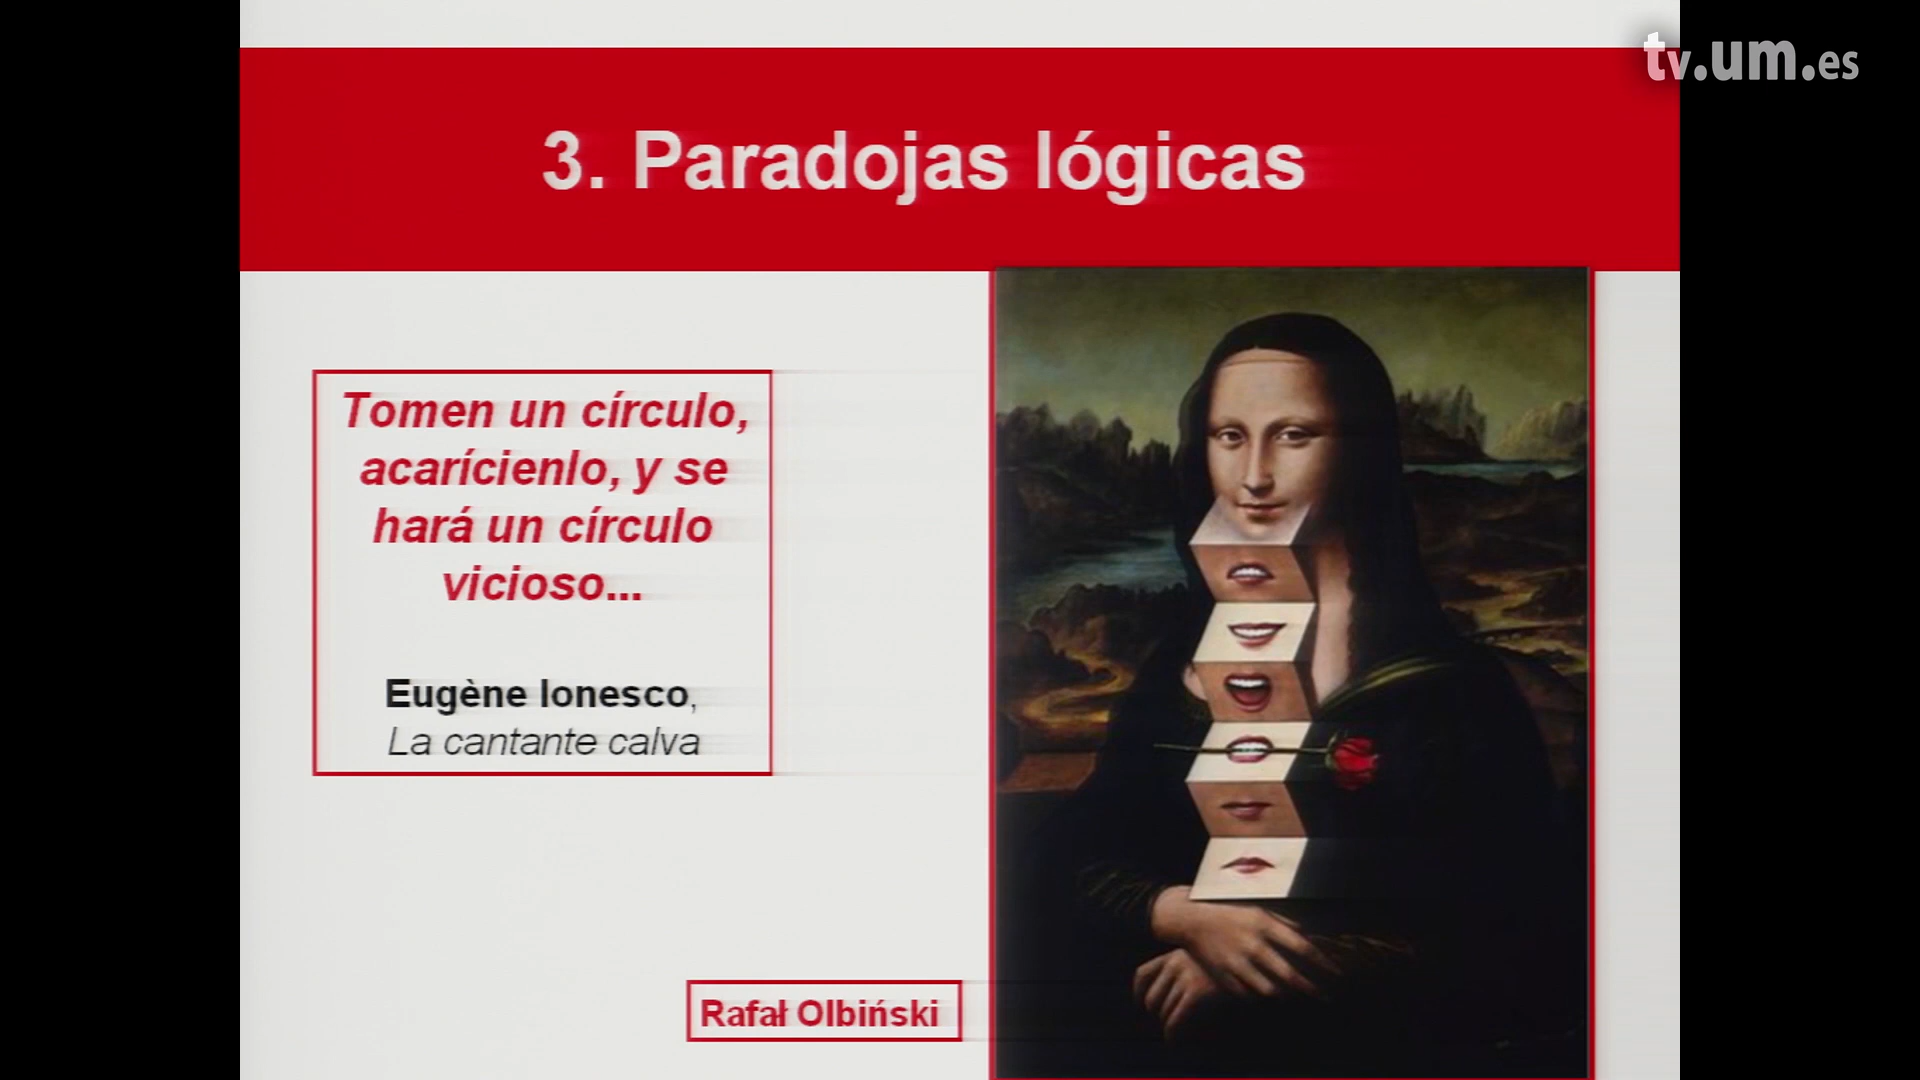 tv.um.es
3. Paradojas lógicas
Tomen un círculo,
acarícienlo, y se
hará un círculo
vicioso...
Eugène Ionesco,
La cantante calva
Rafał Olbiński